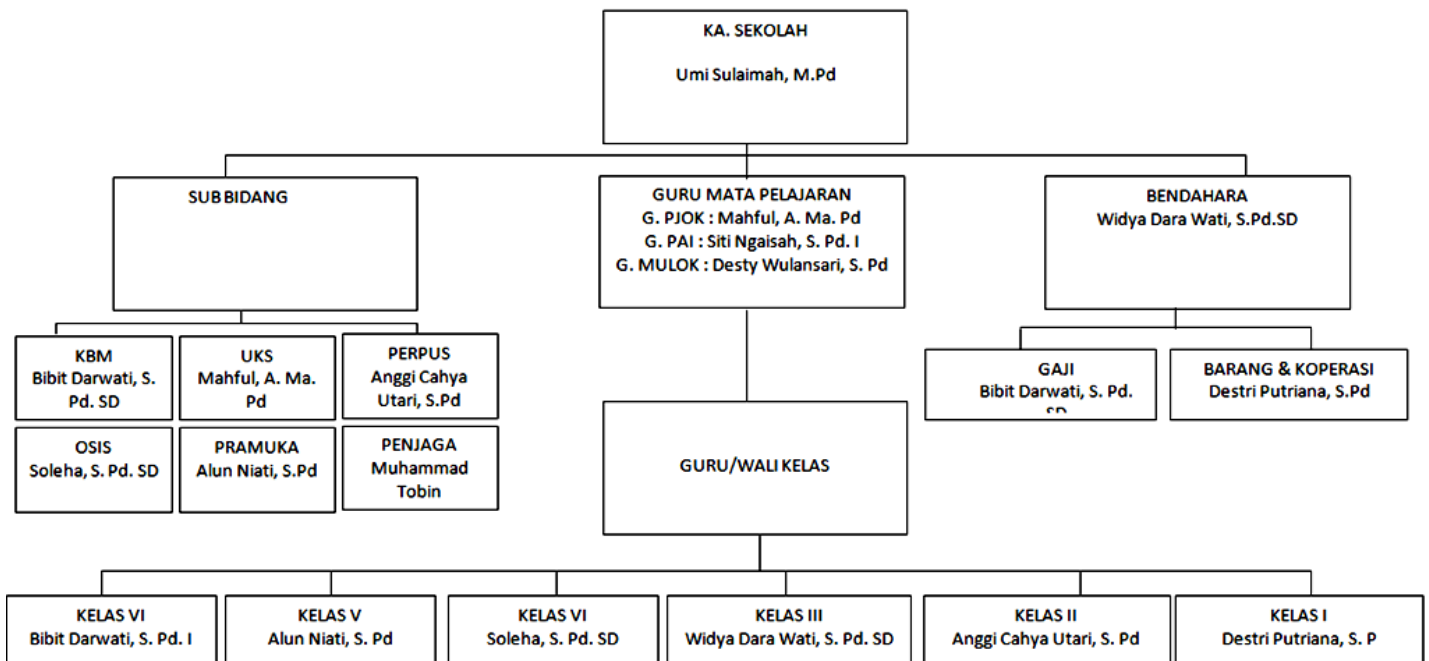 KA. SEKOLAH
Umi Sulaimah, M.Pd
SUB BIDANG
GURU MATA PELAJARAN
G. PJOK : Mahful, A. Ma. Pd
G. PAI : Siti Ngaisah, S. Pd. I
G. MULOK : Desty Wulansari, S. Pd
BENDAHARA
Widya Dara Wati, S.Pd.SD
KBM
Bibit Darwati, S.
Pd. SD
UKS
Mahful, A. Ma.
Pd
PERPUS
Anggi Cahya
Utari, S.Pd
GAJI
Bibit Darwati, S. Pd.
SD
BARANG & KOPERASI
Destri Putriana, S.Pd
OSIS
Soleha, S. Pd. SD
PRAMUKA
Alun Niati, S.Pd
PENJAGA
Muhammad
Tobin
GURU/WALI KELAS
KELAS VI
Bibit Darwati, S. Pd. I
KELAS V
Alun Niati, S. Pd
KELAS VI
Soleha, S. Pd. SD
KELAS III
Widya Dara Wati, S. Pd. SD
KELAS II
Anggi Cahya Utari, S. Pd
KELAS I
Destri Putriana, S. P